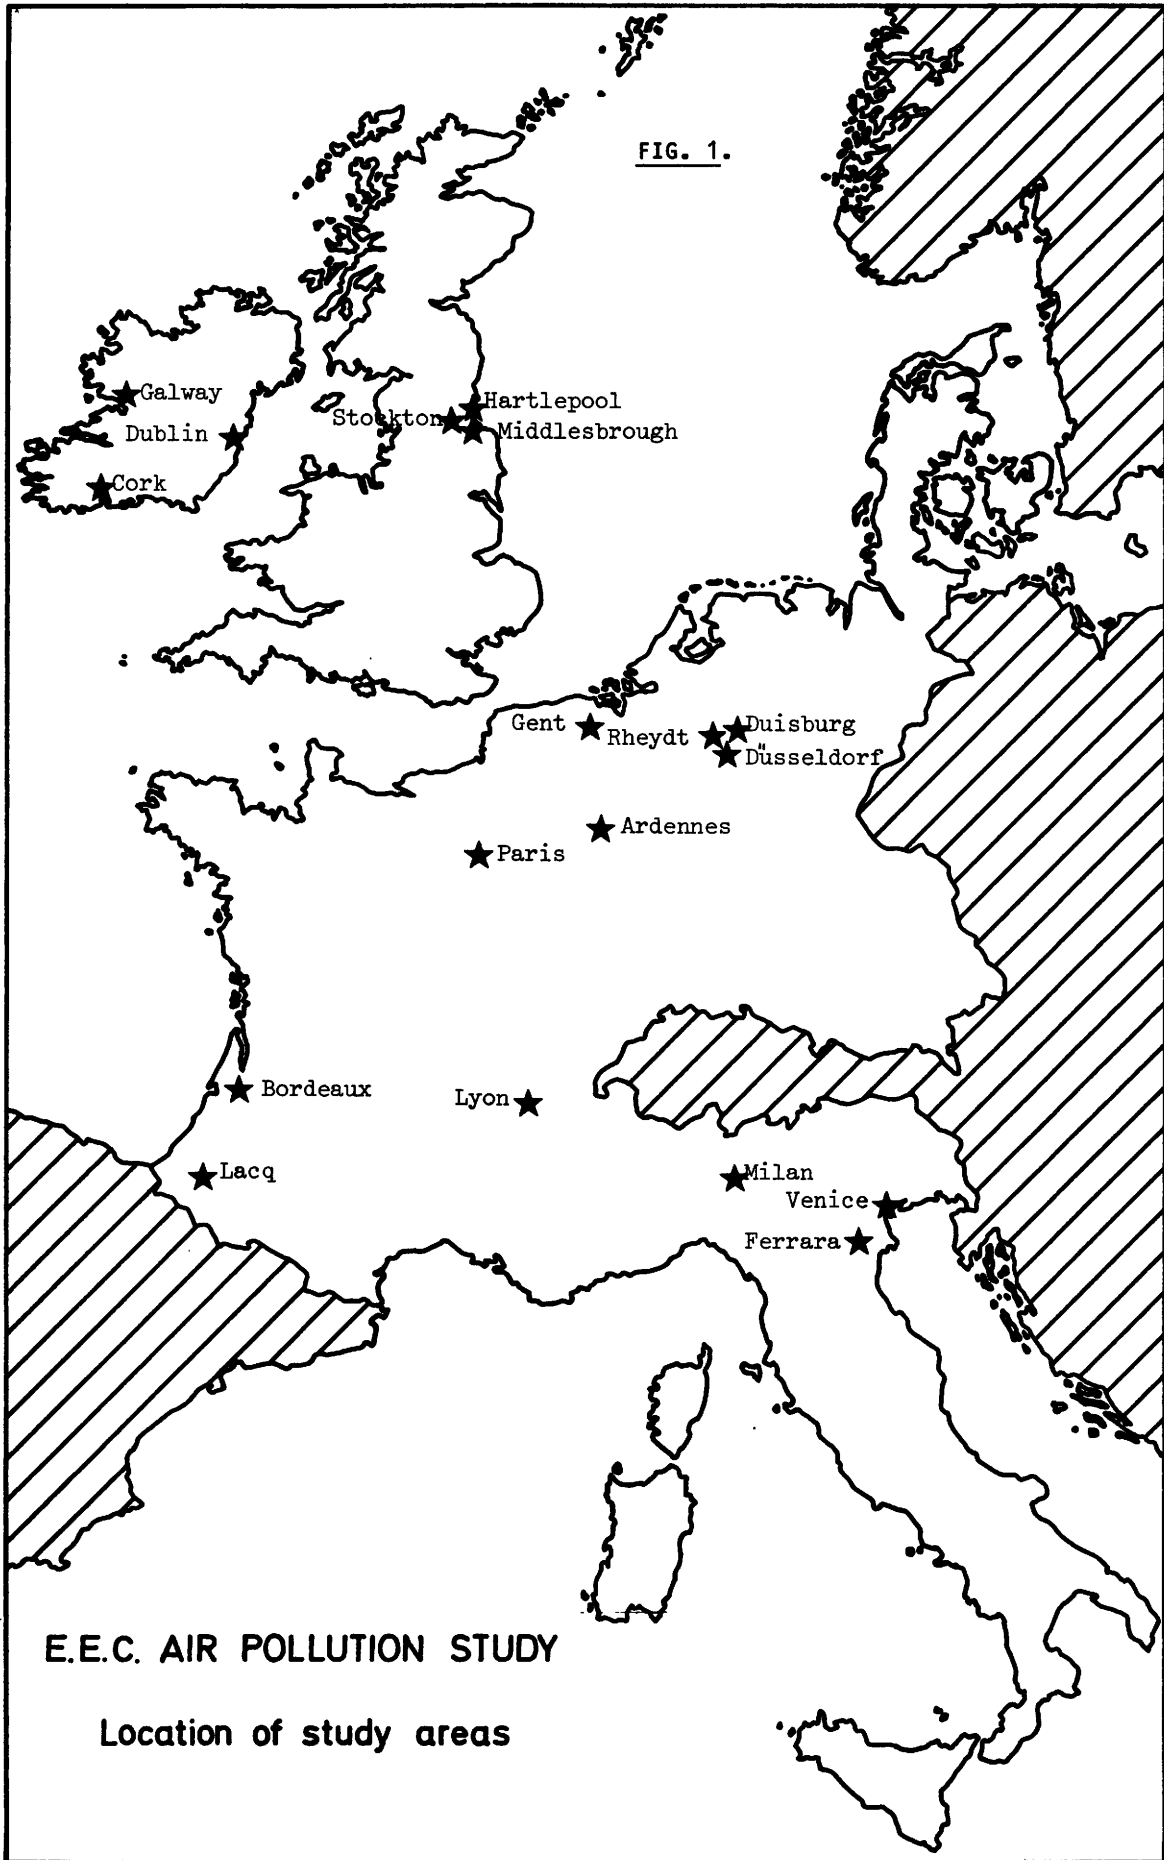 FIG. 1.
Galway
Hartlepool
Stockton
Dublin
Middlesbrough
Cork
Gent
Duisburg
Rheydt
Düsseldorf
Ardennes
Paris
Bordeaux
Lyon
Lacq
Milan
Venice
Ferrara
E.E.C. AIR POLLUTION STUDY
Location of study areas